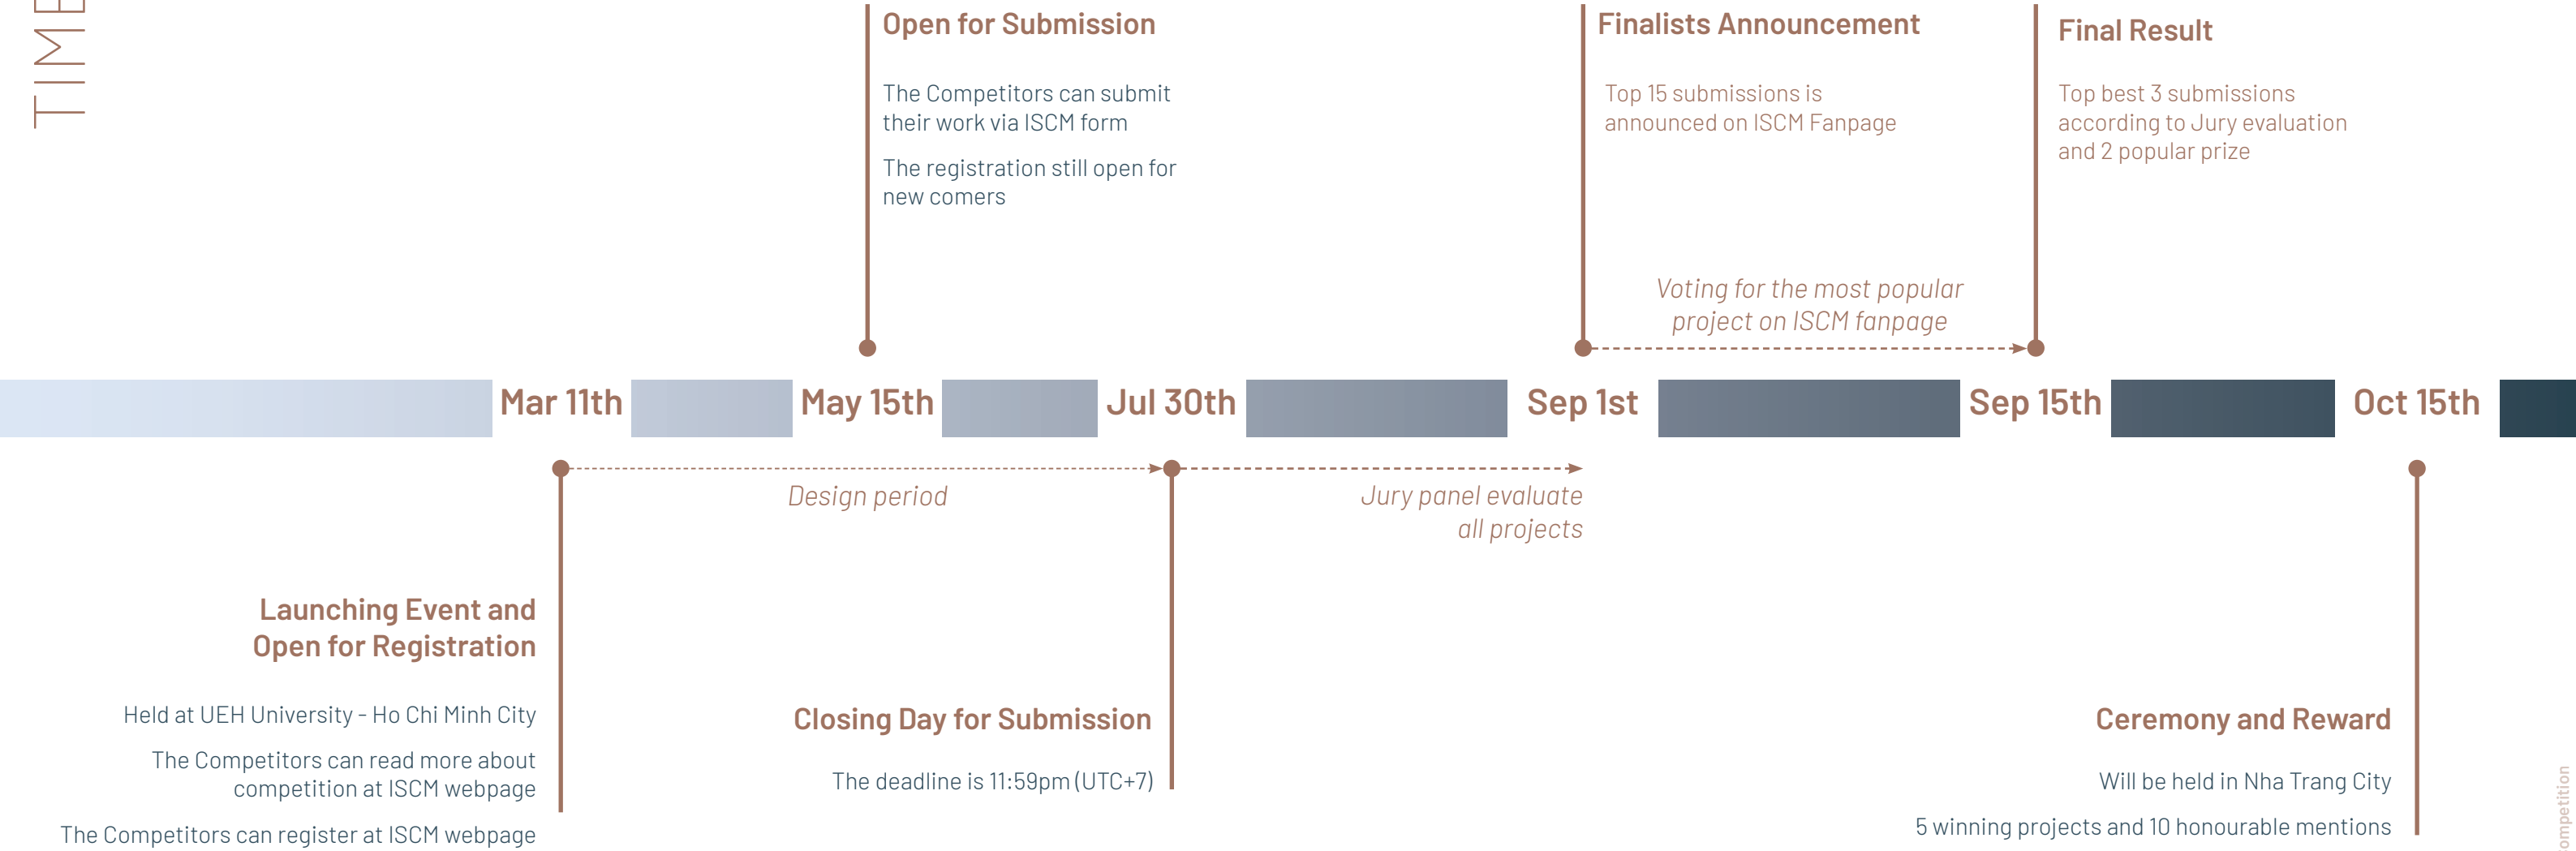 TIME
Open for Submission
The Competitors can submit
their work via ISCM form
The registration still open for
new comers
Finalists Announcement
Top 15 submissions is
announced on ISCM Fanpage
Final Result
Top best 3 submissions
according to Jury evaluation
and 2 popular prize
Voting for the most popular
project on ISCM fanpage
Mar 11th
May 15th
Jul 30th
Sep 1st
Sep 15th
Oct 15th
Design period
Jury panel evaluate
all projects
Launching Event and
Open for Registration
Held at UEH University - Ho Chi Minh City
The Competitors can read more about
competition at ISCM webpage
The Competitors can register at ISCM webpage
Closing Day for Submission
The deadline is 11:59pm (UTC+7)
Ceremony and Reward
Will be held in Nha Trang City
5 winning projects and 10 honourable mentions
ompetition